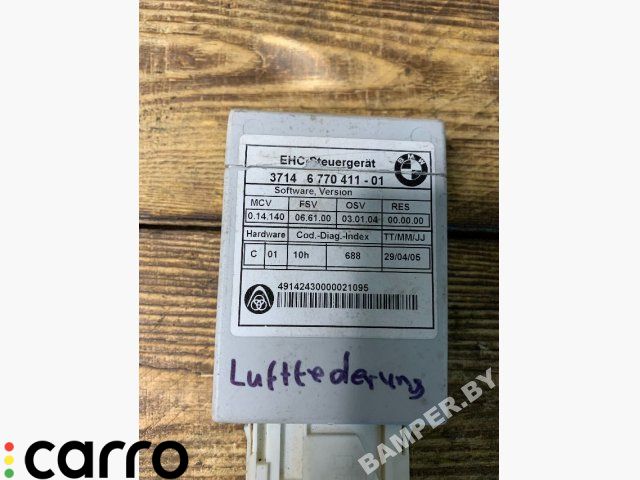 EHC-Steuergerät
BMW
3714 6 770 411 - 01
Software, Version
MCV FSV OSV RES
0.14.140 06.61.00 03.01.04 00.00.00
Hardware Cod.-Diag.-Index TT/MM/JJ
C 01 10h 688 29/04/05
49142430000021095
Luftfederung
carro
BAMPER.BY